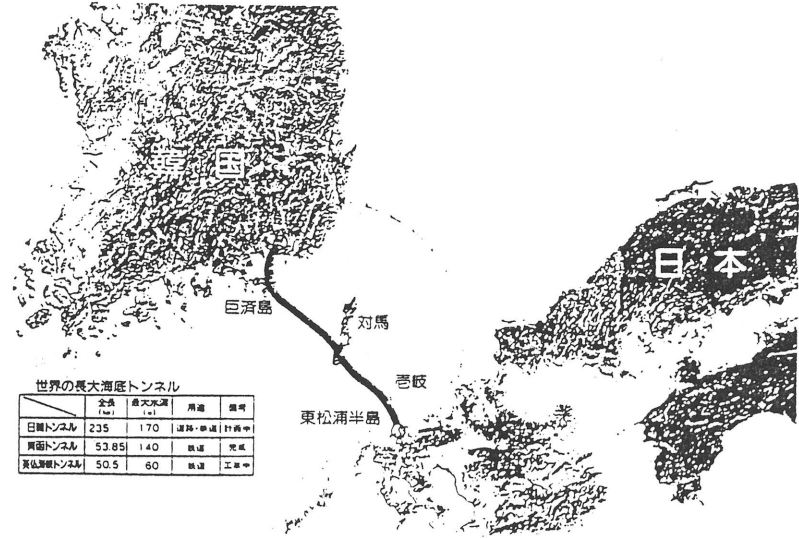 韓国
日本
巨済島
対馬
壱岐
東松浦半島
世界の長大海底トンネル
全長(km) 最大水深(m) 用途 備考
日韓トンネル 235 170 道路・鉄道 計画中
青函トンネル 53.85 140 鉄道 完成
英仏海峡トンネル 50.5 60 鉄道 工事中